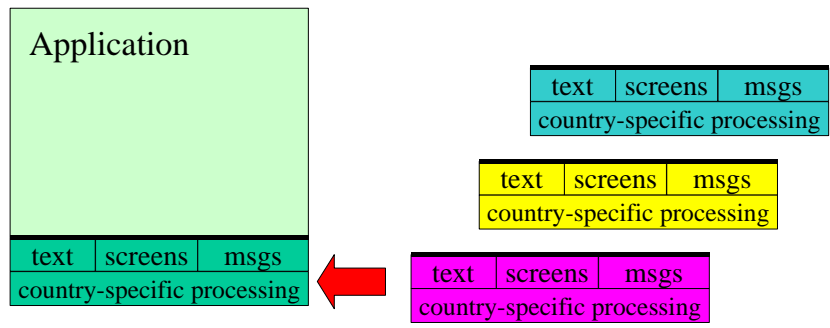 Application
text screens msgs
country-specific processing
text screens msgs
country-specific processing
text screens msgs
country-specific processing
text screens msgs
country-specific processing